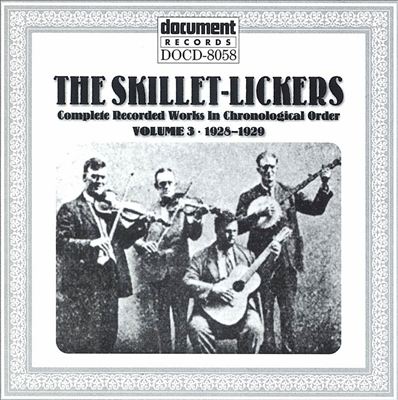 document
RECORDS
DOCD-8058
THE SKILLET-LICKERS
Complete Recorded Works In Chronological Order
VOLUME 3 · 1928–1929